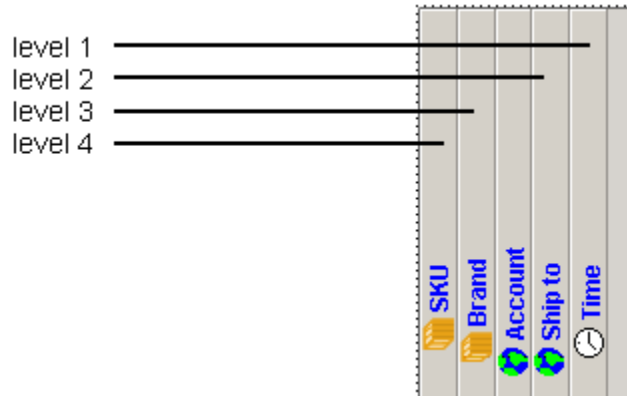 level 1
level 2
level 3
level 4
SKU
Brand
Account
Ship to
Time